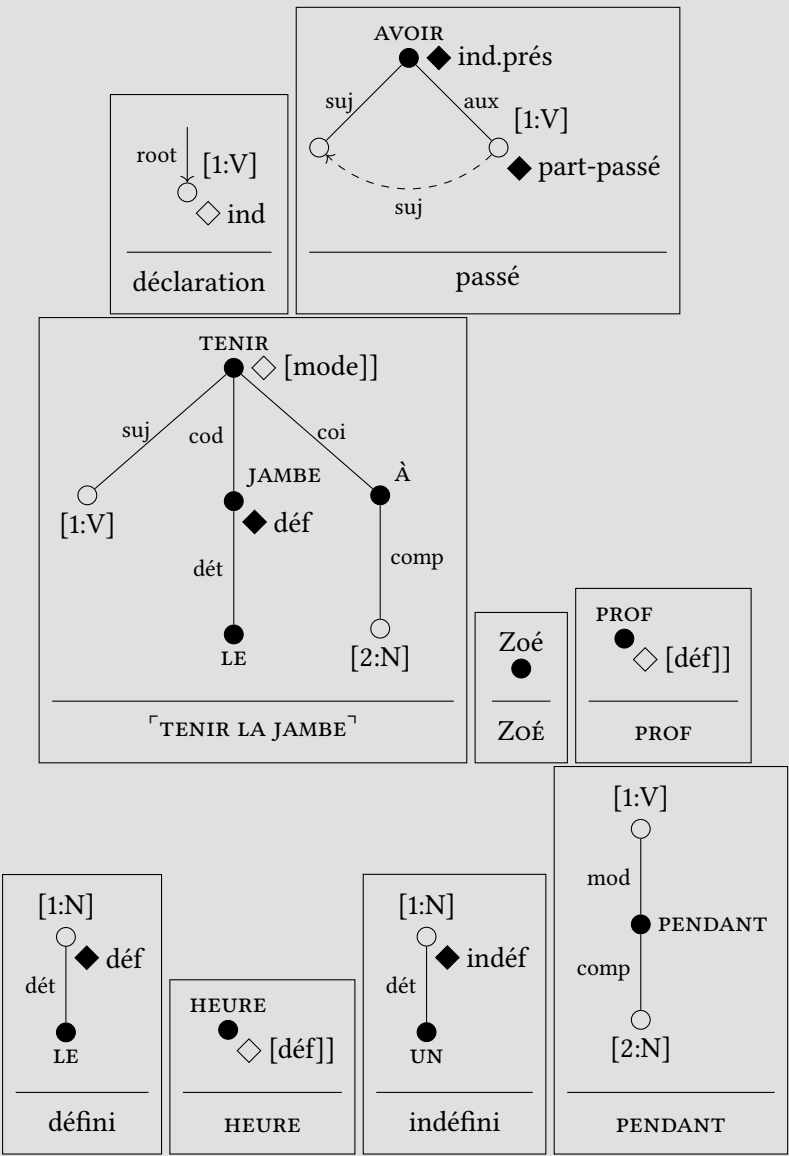 AVOIR
ind.prés
suj
aux
[1:V]
part-passé
suj
passé
root
[1:V]
ind
déclaration
TENIR
[mode]]
suj
cod
coi
JAMBE
À
[1:V]
déf
dét
comp
LE
[2:N]
⌜TENIR LA JAMBE⌝
Zoé
ZOÉ
PROF
[déf]]
PROF
[1:N]
déf
dét
LE
défini
HEURE
[déf]]
HEURE
[1:N]
indéf
dét
UN
indéfini
[1:V]
mod
PENDANT
comp
[2:N]
PENDANT